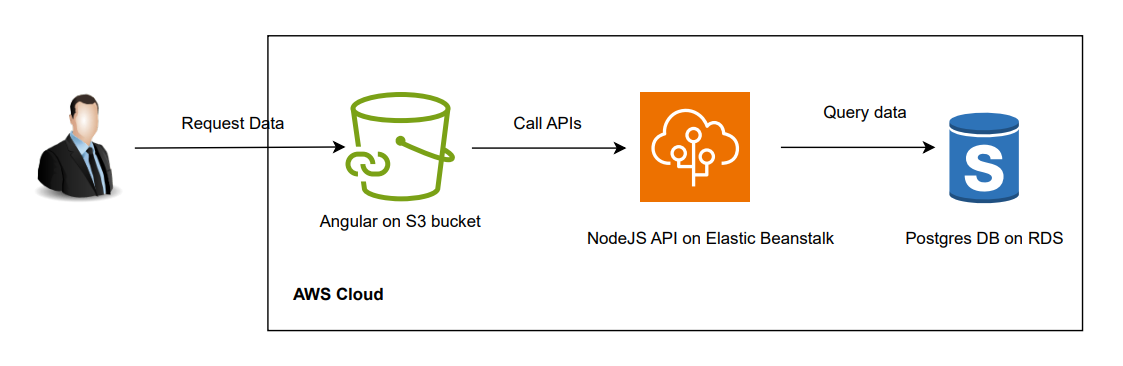 Request Data
Call APIs
Query data
S
Angular on S3 bucket
NodeJS API on Elastic Beanstalk
Postgres DB on RDS
AWS Cloud